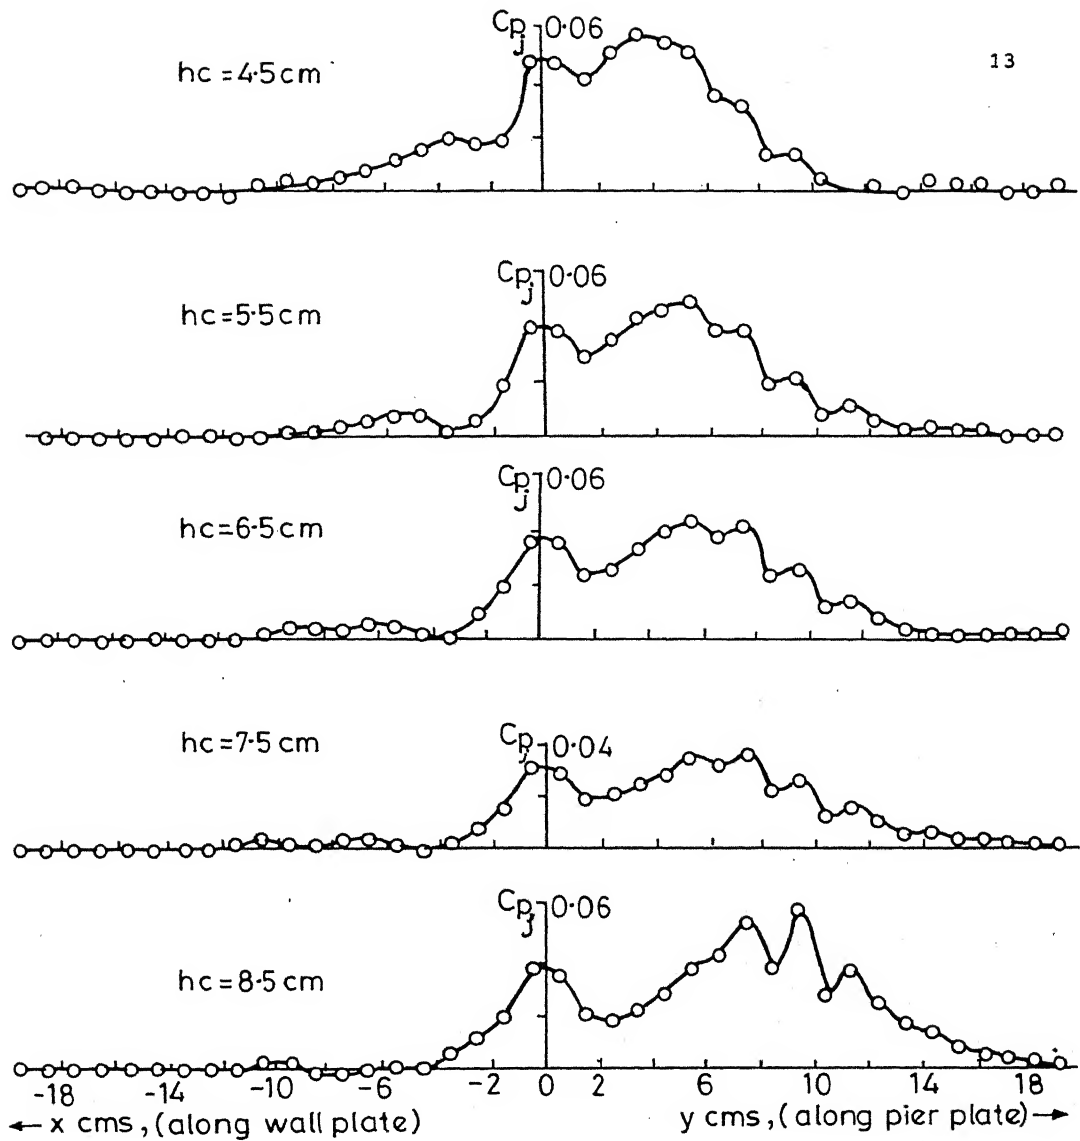 Cpj 0·06
hc = 4·5 cm
13
Cpj 0·06
hc = 5·5 cm
Cpj 0·06
hc = 6·5 cm
Cpj 0·04
hc = 7·5 cm
Cpj 0·06
hc = 8·5 cm
-18 -14 -10 -6 -2 0 2 6 10 14 18
← x cms, (along wall plate) y cms, (along pier plate) →